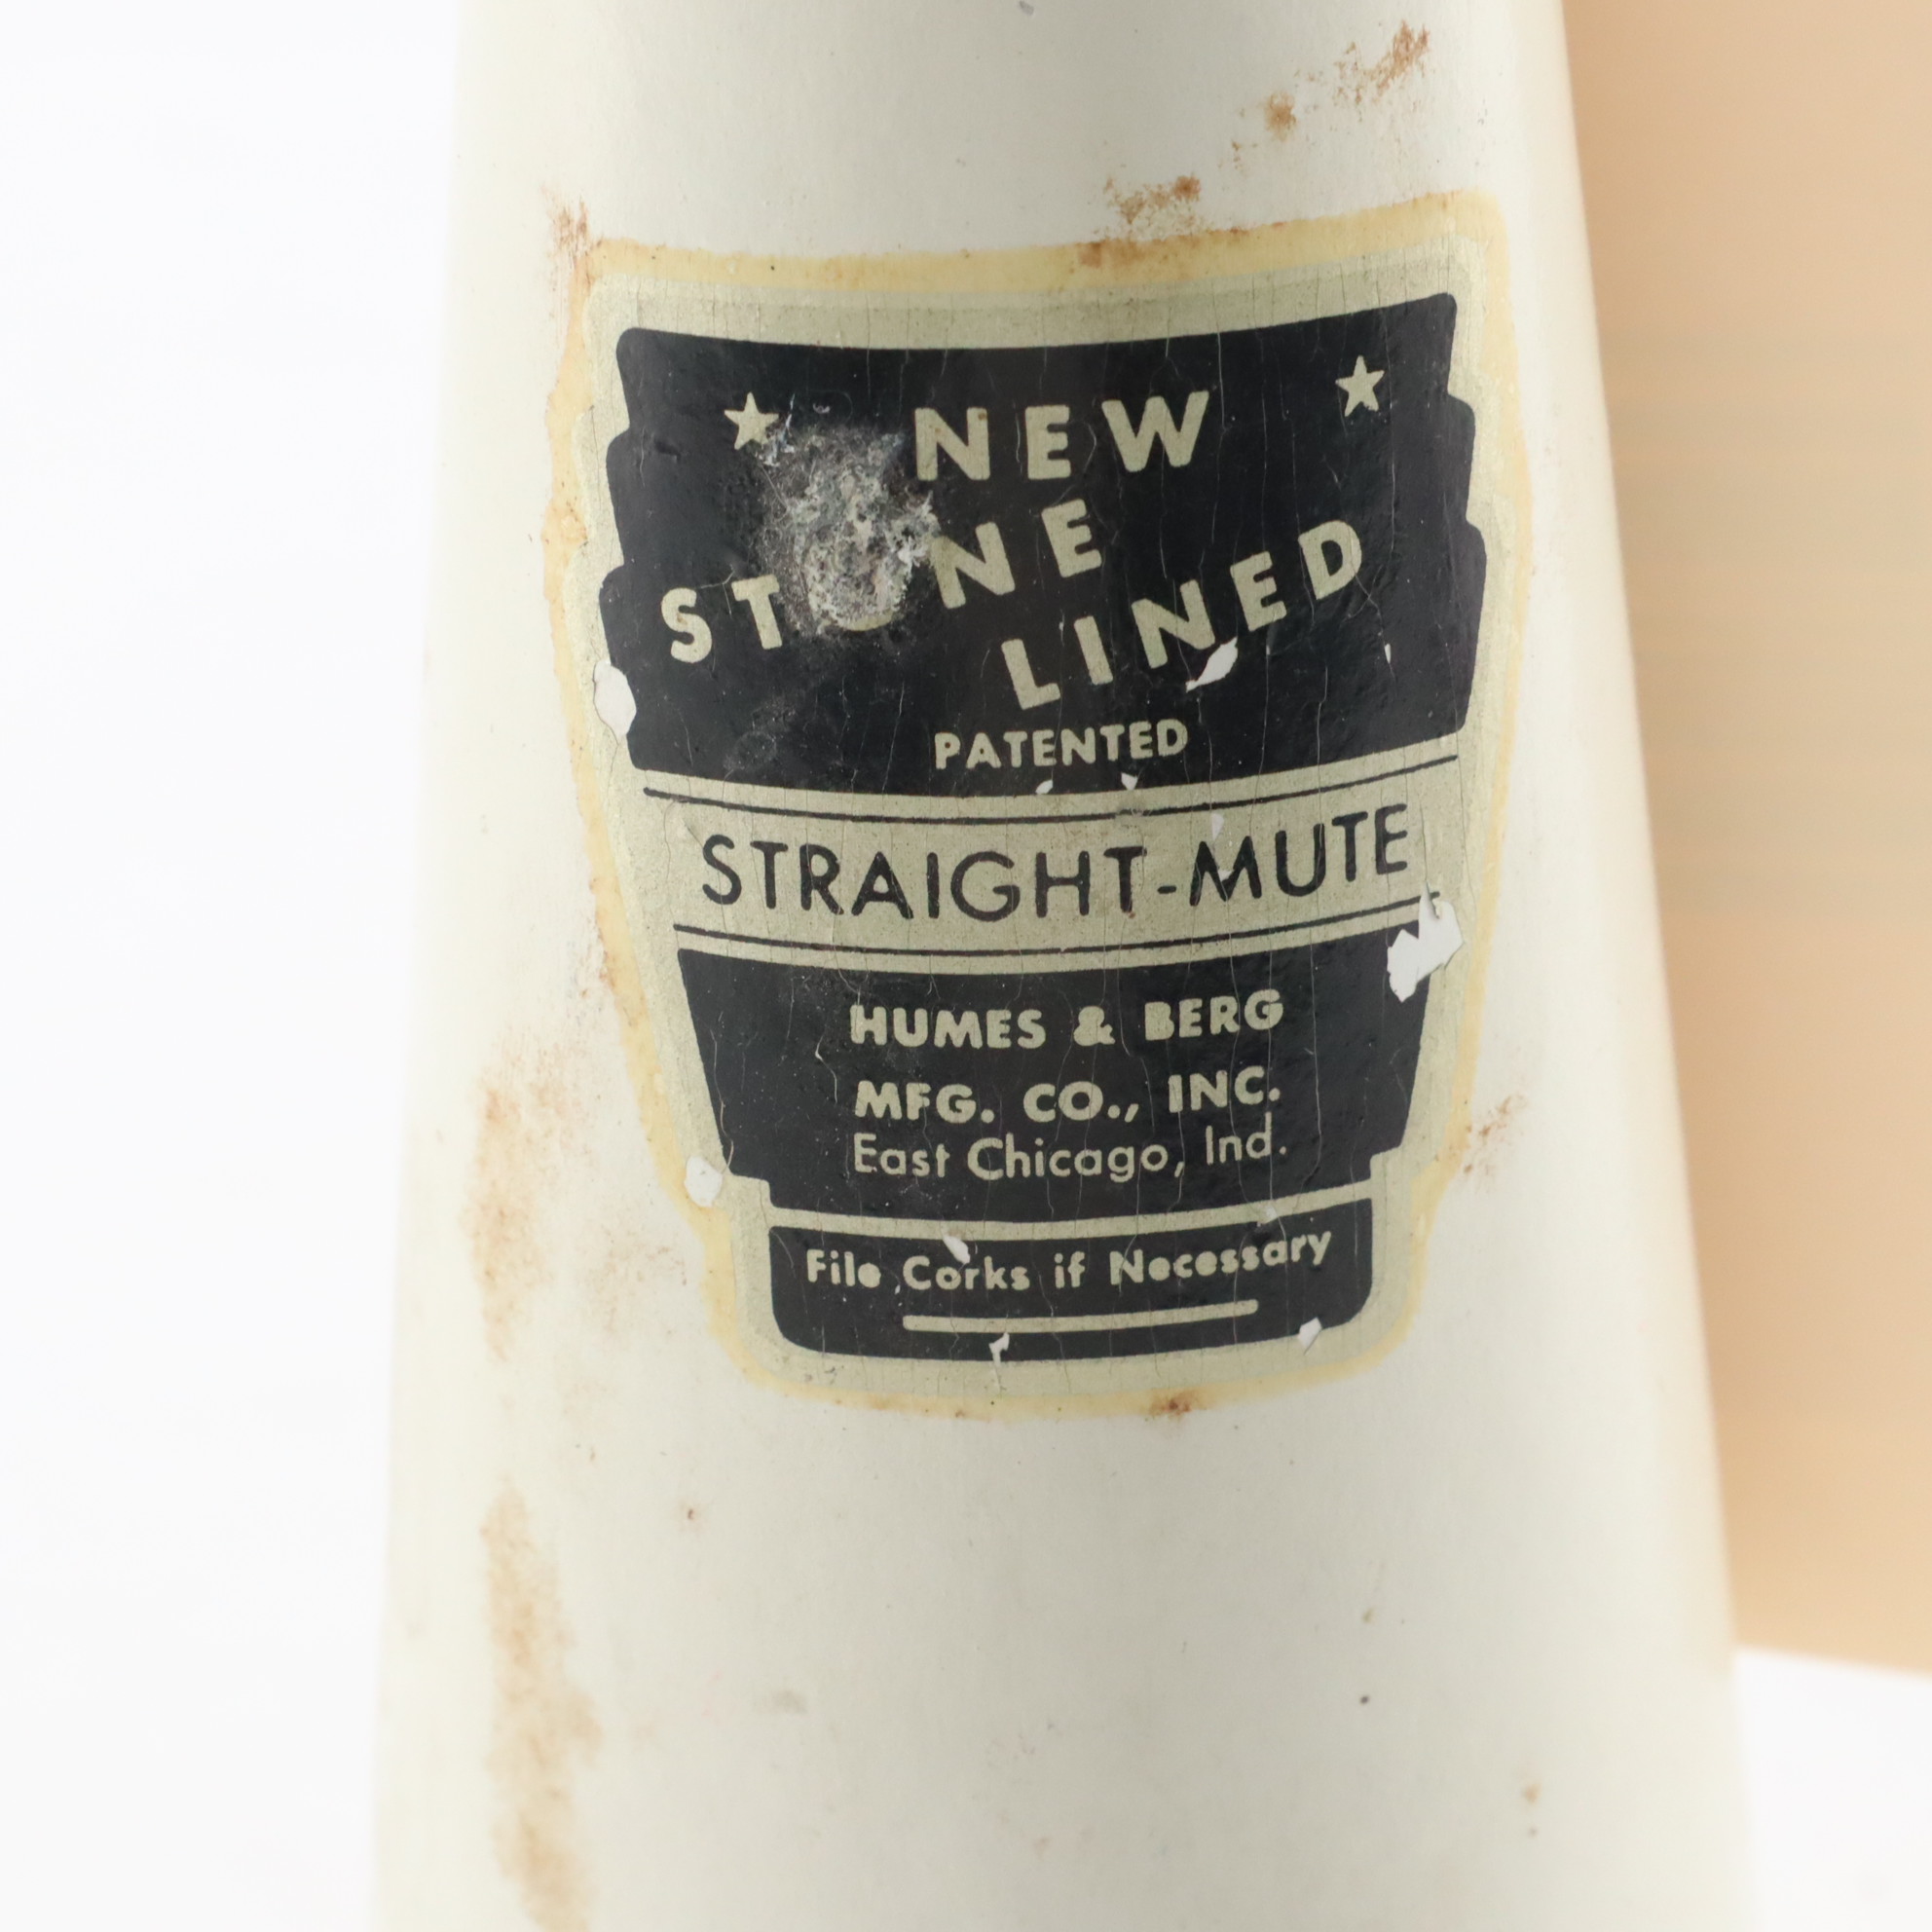 NEW
STONE
LINED
PATENTED
STRAIGHT-MUTE
HUMES & BERG
MFG. CO., INC.
East Chicago, Ind.
File Corks if Necessary